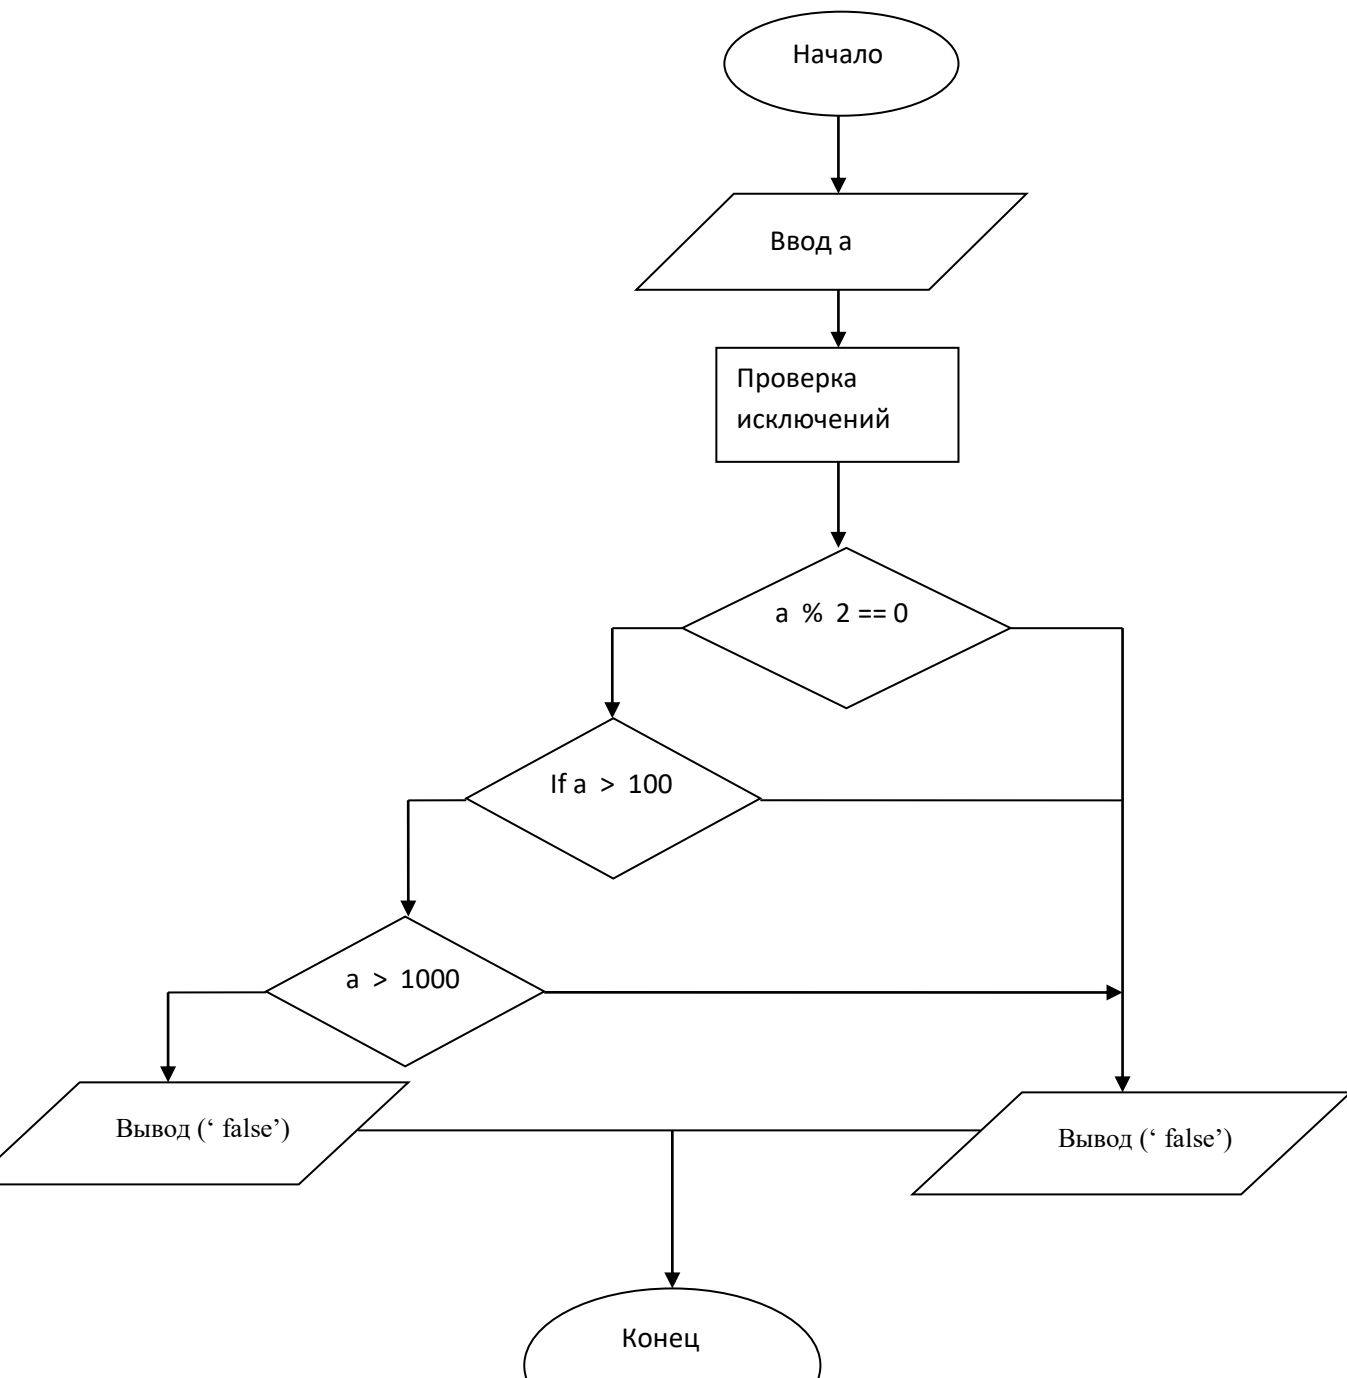 Начало
Ввод а
Проверка
исключений
а % 2 == 0
If a > 100
а > 1000
Вывод (‘ false’)
Вывод (‘ false’)
Конец